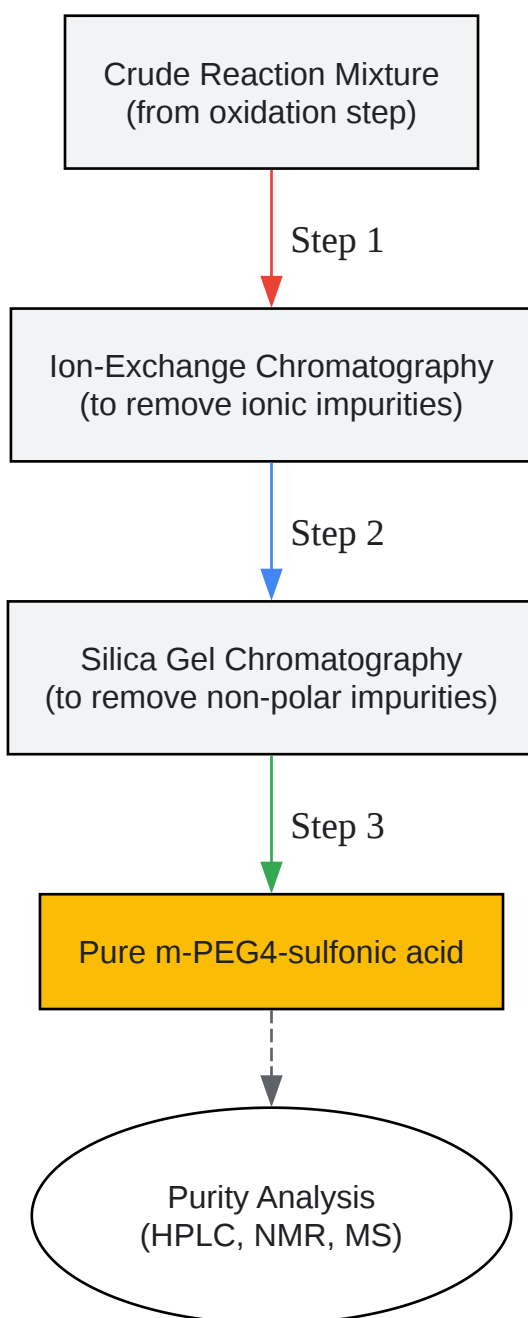 Crude Reaction Mixture
(from oxidation step)
Step 1
Ion-Exchange Chromatography
(to remove ionic impurities)
Step 2
Silica Gel Chromatography
(to remove non-polar impurities)
Step 3
Pure m-PEG4-sulfonic acid
Purity Analysis
(HPLC, NMR, MS)